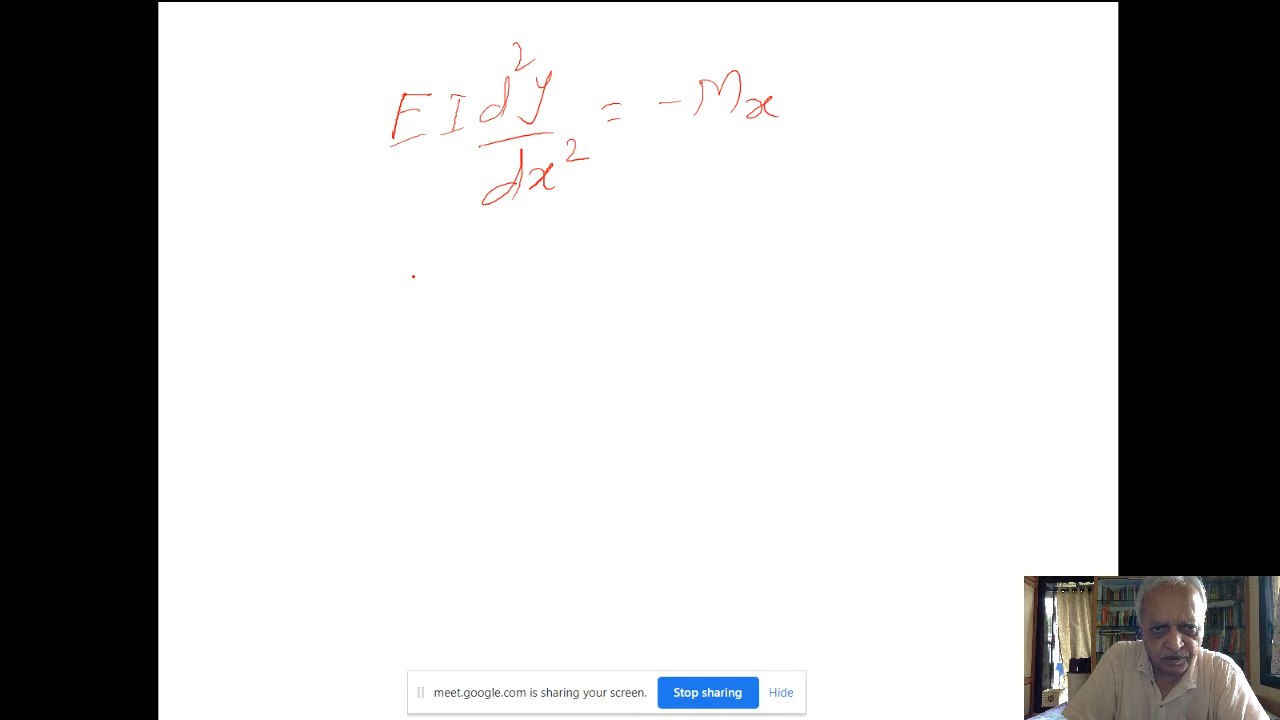 EI d²y/dx² = -Mx
meet.google.com is sharing your screen. Stop sharing Hide